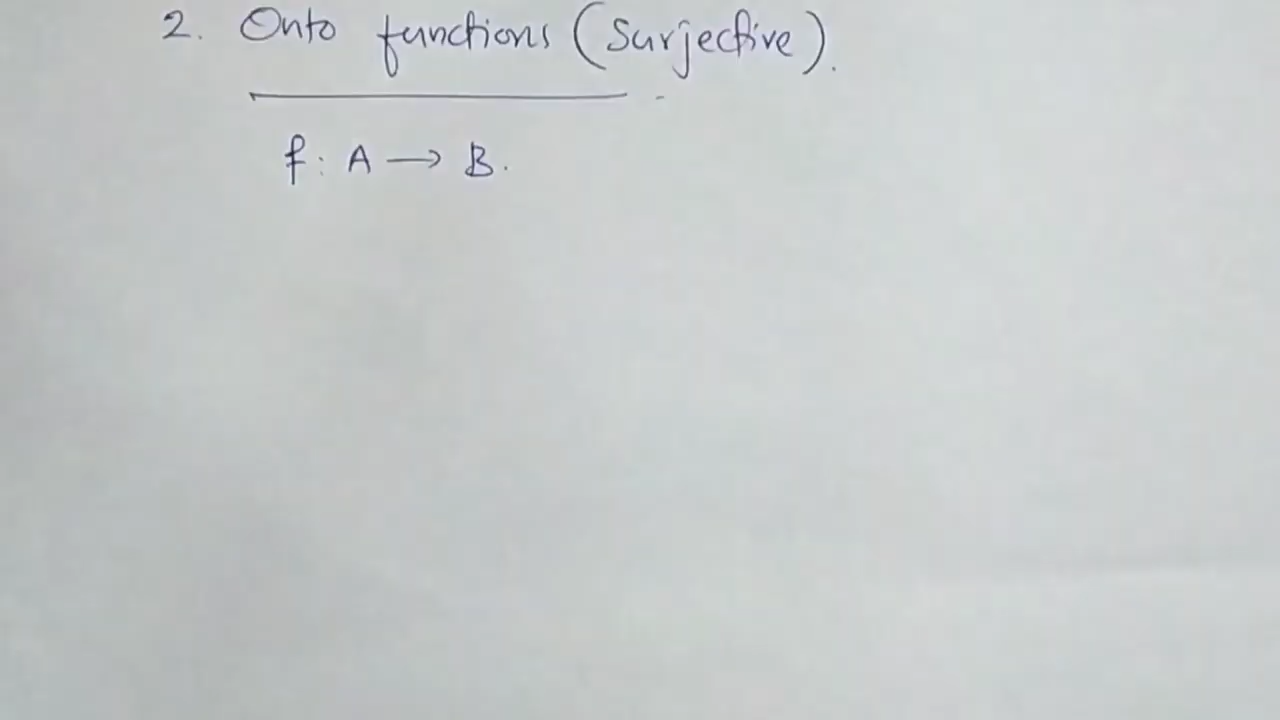 2. Onto functions (Surjective).
f: A → B.